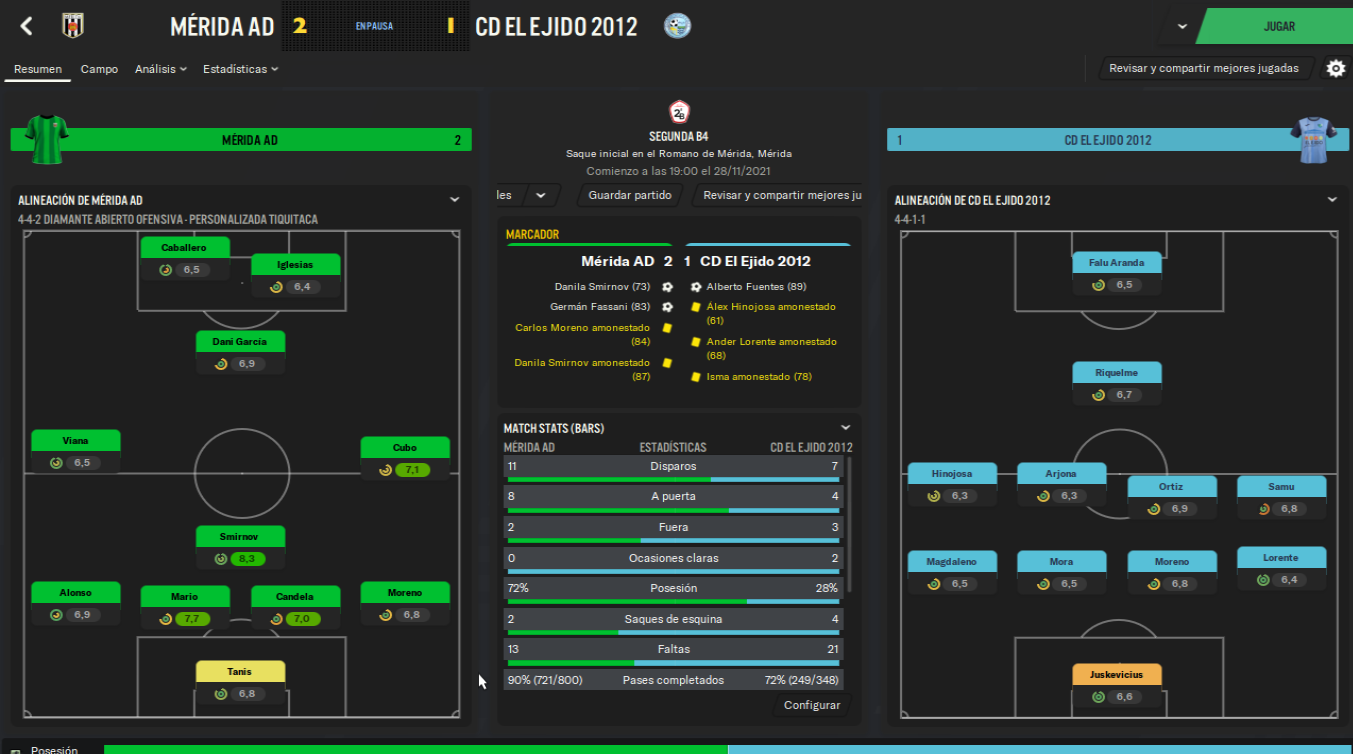 MÉRIDA AD 2 EN PAUSA 1 CD EL EJIDO 2012
JUGAR
Resumen Campo Análisis Estadísticas
Revisar y compartir mejores jugadas
MÉRIDA AD 2
2B
SEGUNDA B4
Saque inicial en el Romano de Mérida, Mérida
Comienzo a las 19:00 el 28/11/2021
les Guardar partido Revisar y compartir mejores ju
1 CD EL EJIDO 2012
ALINEACIÓN DE MÉRIDA AD
4-4-2 DIAMANTE ABIERTO OFENSIVA - PERSONALIZADA TIQUITACA
Caballero
6,5
Iglesias
6,4
Dani García
6,9
Viana
6,5
Cubo
7,1
Smirnov
8,3
Alonso
6,9
Mario
7,7
Candela
7,0
Moreno
6,8
Tanis
6,8
MARCADOR
Mérida AD 2 1 CD El Ejido 2012
Danila Smirnov (73)
Germán Fassani (83)
Carlos Moreno amonestado
(84)
Danila Smirnov amonestado
(87)
Alberto Fuentes (89)
Álex Hinojosa amonestado
(61)
Ander Lorente amonestado
(68)
Isma amonestado (78)
MATCH STATS (BARS)
MÉRIDA AD ESTADÍSTICAS CD EL EJIDO 2012
11 Disparos 7
8 A puerta 4
2 Fuera 3
0 Ocasiones claras 2
72% Posesión 28%
2 Saques de esquina 4
13 Faltas 21
90% (721/800) Pases completados 72% (249/348)
Configurar
ALINEACIÓN DE CD EL EJIDO 2012
4-4-1-1
Falu Aranda
6,5
Riquelme
6,7
Hinojosa
6,3
Arjona
6,3
Ortiz
6,9
Samu
6,8
Magdaleno
6,5
Mora
6,5
Moreno
6,8
Lorente
6,4
Juskevicius
6,6
Posesión